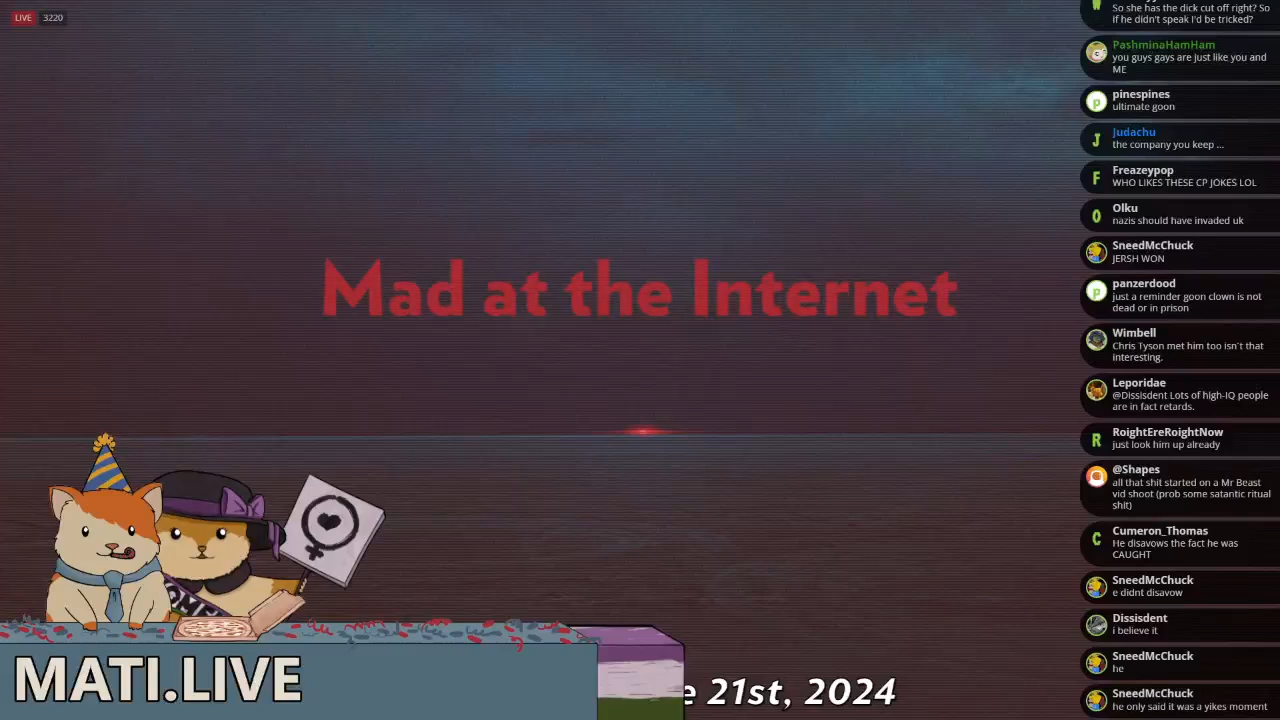 LIVE 3220
So she has the dick cut off right? So
if he didn't speak I'd be tricked?
PashminaHamHam
you guys gays are just like you and
ME
pinespines
ultimate goon
Judachu
the company you keep ...
Freazeypop
WHO LIKES THESE CP JOKES LOL
Olku
nazis should have invaded uk
SneedMcChuck
JERSH WON
panzerdood
just a reminder goon clown is not
dead or in prison
Wimbell
Chris Tyson met him too isn't that
interesting.
Leporidae
@Dissisdent Lots of high-IQ people
are in fact retards.
RoightEreRoightNow
just look him up already
@Shapes
all that shit started on a Mr Beast
vid shoot (prob some satantic ritual
shit)
Cumeron_Thomas
He disavows the fact he was
CAUGHT
SneedMcChuck
e didnt disavow
Dissisdent
i believe it
SneedMcChuck
he
SneedMcChuck
he only said it was a yikes moment
Mad at the Internet
MATI.LIVE
e 21st, 2024